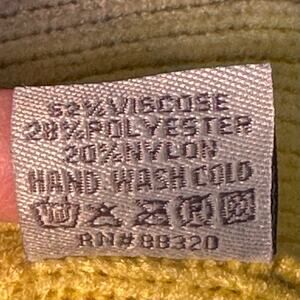 52% VISCOSE
28% POLYESTER
20% NYLON
HAND WASH COLD
RN# 88320